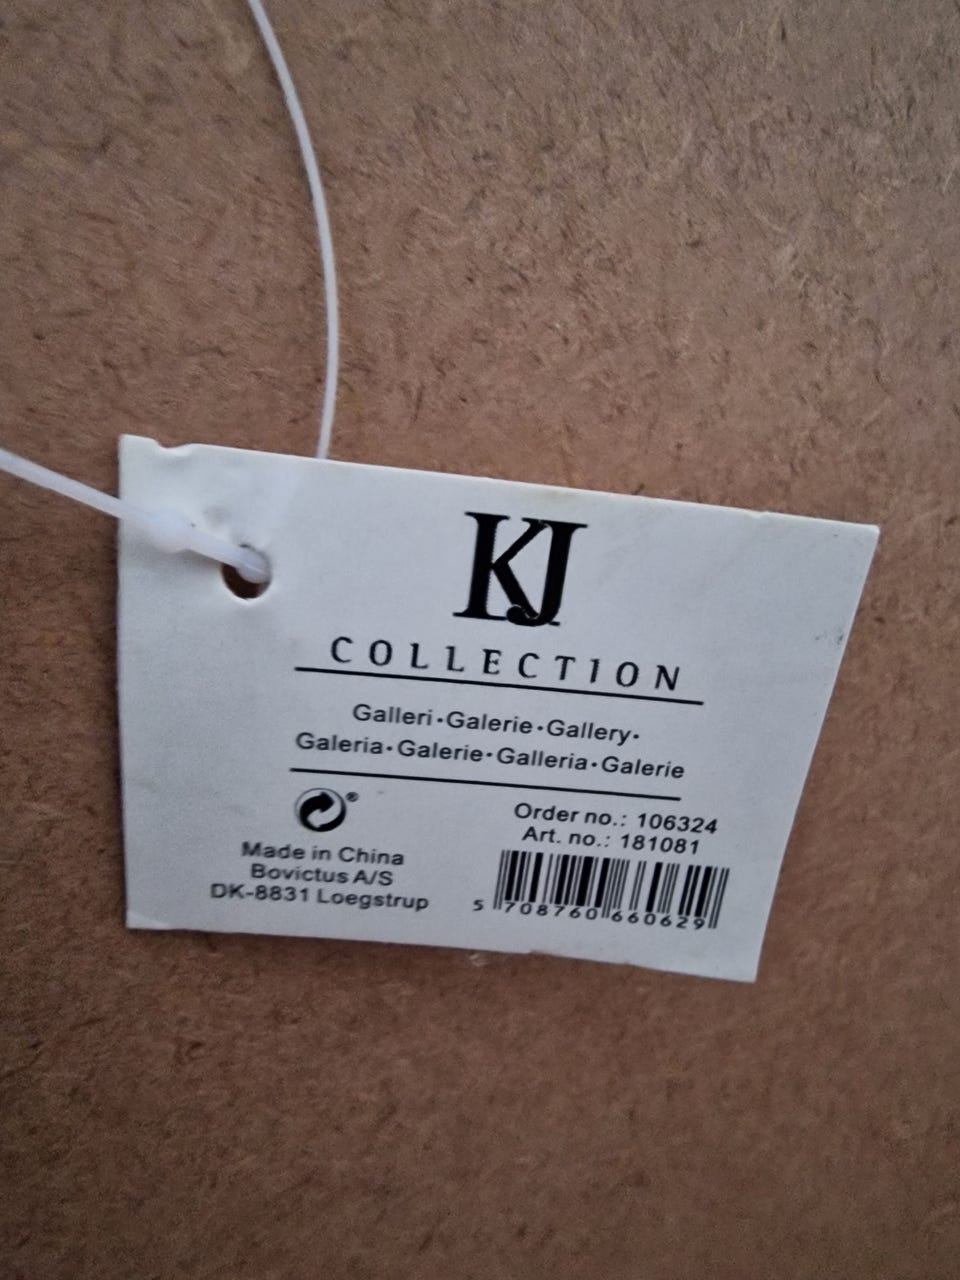 KJ
COLLECTION
Galleri·Galerie·Gallery·
Galeria·Galerie·Galleria·Galerie
®
Order no.: 106324
Art. no.: 181081
Made in China
Bovictus A/S
DK-8831 Loegstrup
5 708760 660629